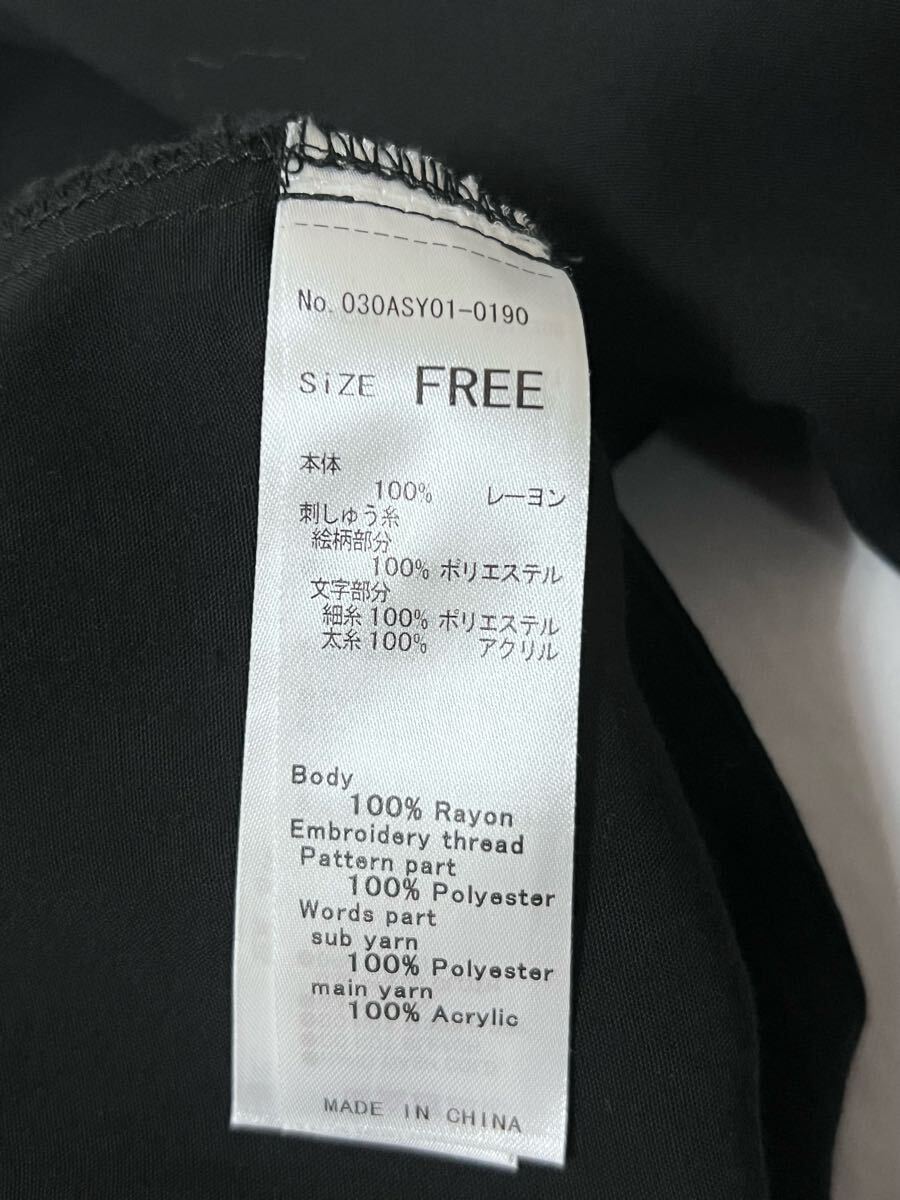 No. 030ASY01-0190
SiZE FREE
本体
100% レーヨン
刺しゅう糸
絵柄部分
100% ポリエステル
文字部分
細糸 100% ポリエステル
太糸 100% アクリル
Body
100% Rayon
Embroidery thread
Pattern part
100% Polyester
Words part
sub yarn
100% Polyester
main yarn
100% Acrylic
MADE IN CHINA